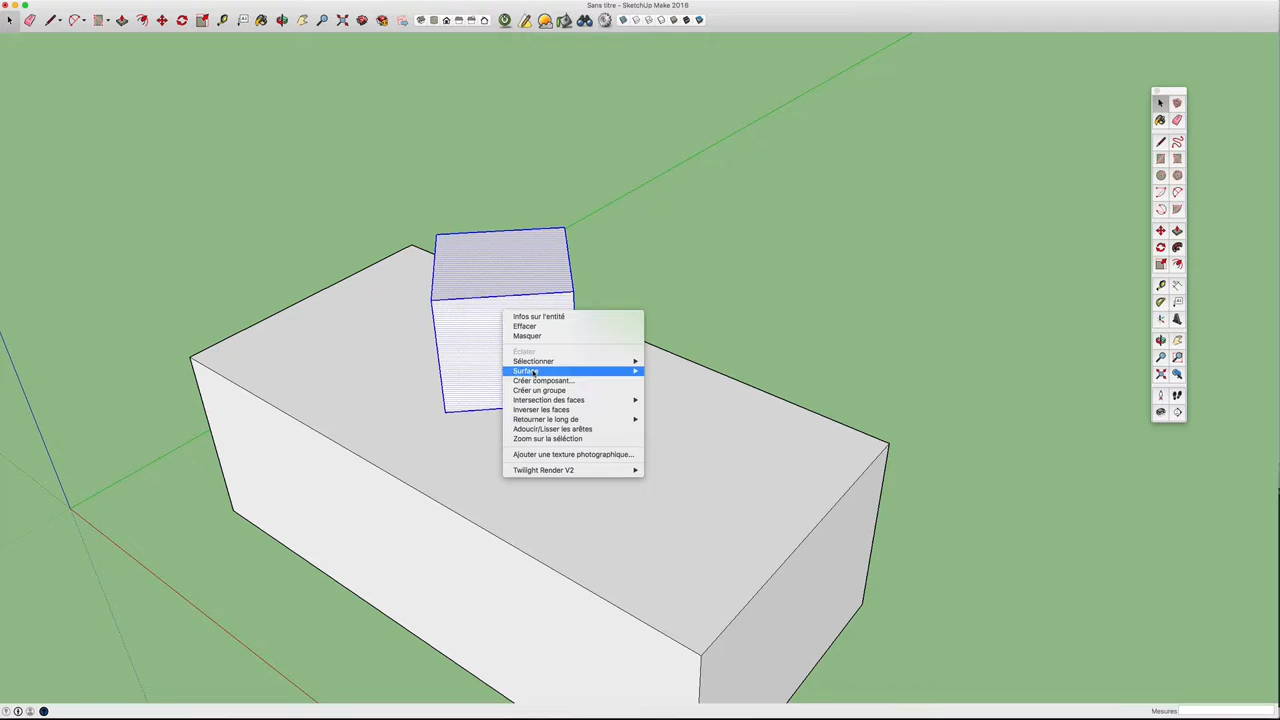 Sans titre - SketchUp Make 2016
Infos sur l'entité
Effacer
Masquer
Éclater
Sélectionner
Surface
Créer composant...
Créer un groupe
Intersection des faces
Inverser les faces
Retourner le long de
Adoucir/Lisser les arêtes
Zoom sur la séléction
Ajouter une texture photographique...
Twilight Render V2
Mesures